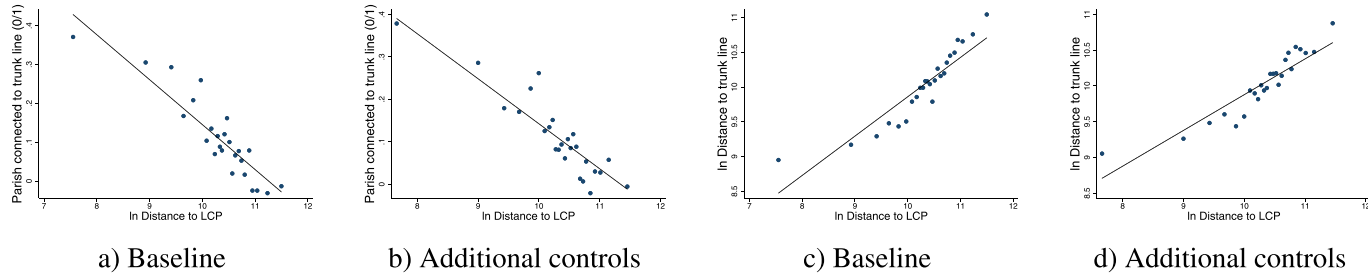 Parish connected to trunk line (0/1)
.4
.3
.2
.1
0
7 8 9 10 11 12
ln Distance to LCP
a) Baseline
Parish connected to trunk line (0/1)
.4
.3
.2
.1
0
8 9 10 11 12
ln Distance to LCP
b) Additional controls
ln Distance to trunk line
11
10.5
10
9.5
9
8.5
7 8 9 10 11 12
ln Distance to LCP
c) Baseline
ln Distance to trunk line
11
10.5
10
9.5
9
8.5
8 9 10 11 12
ln Distance to LCP
d) Additional controls